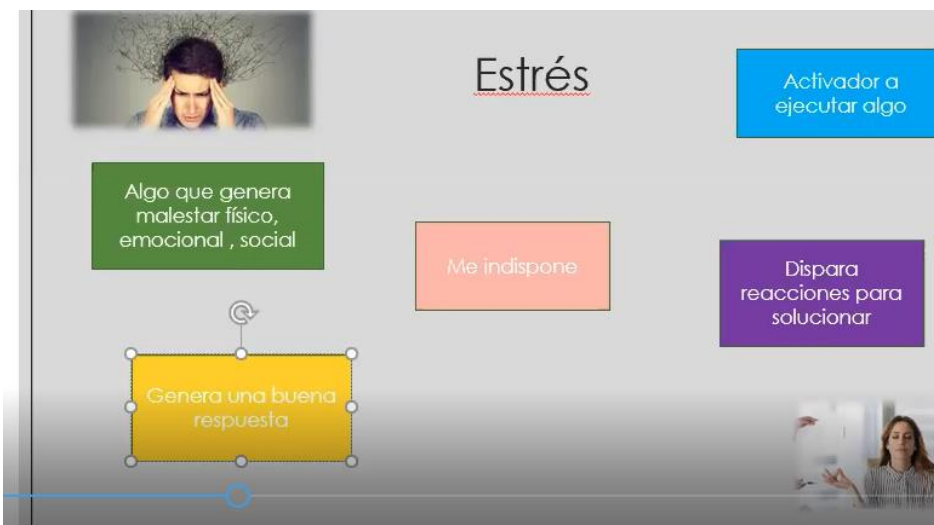 Estrés
Activador a
ejecutar algo
Algo que genera
malestar físico,
emocional , social
Me indispone
Dispara
reacciones para
solucionar
Genera una buena
respuesta